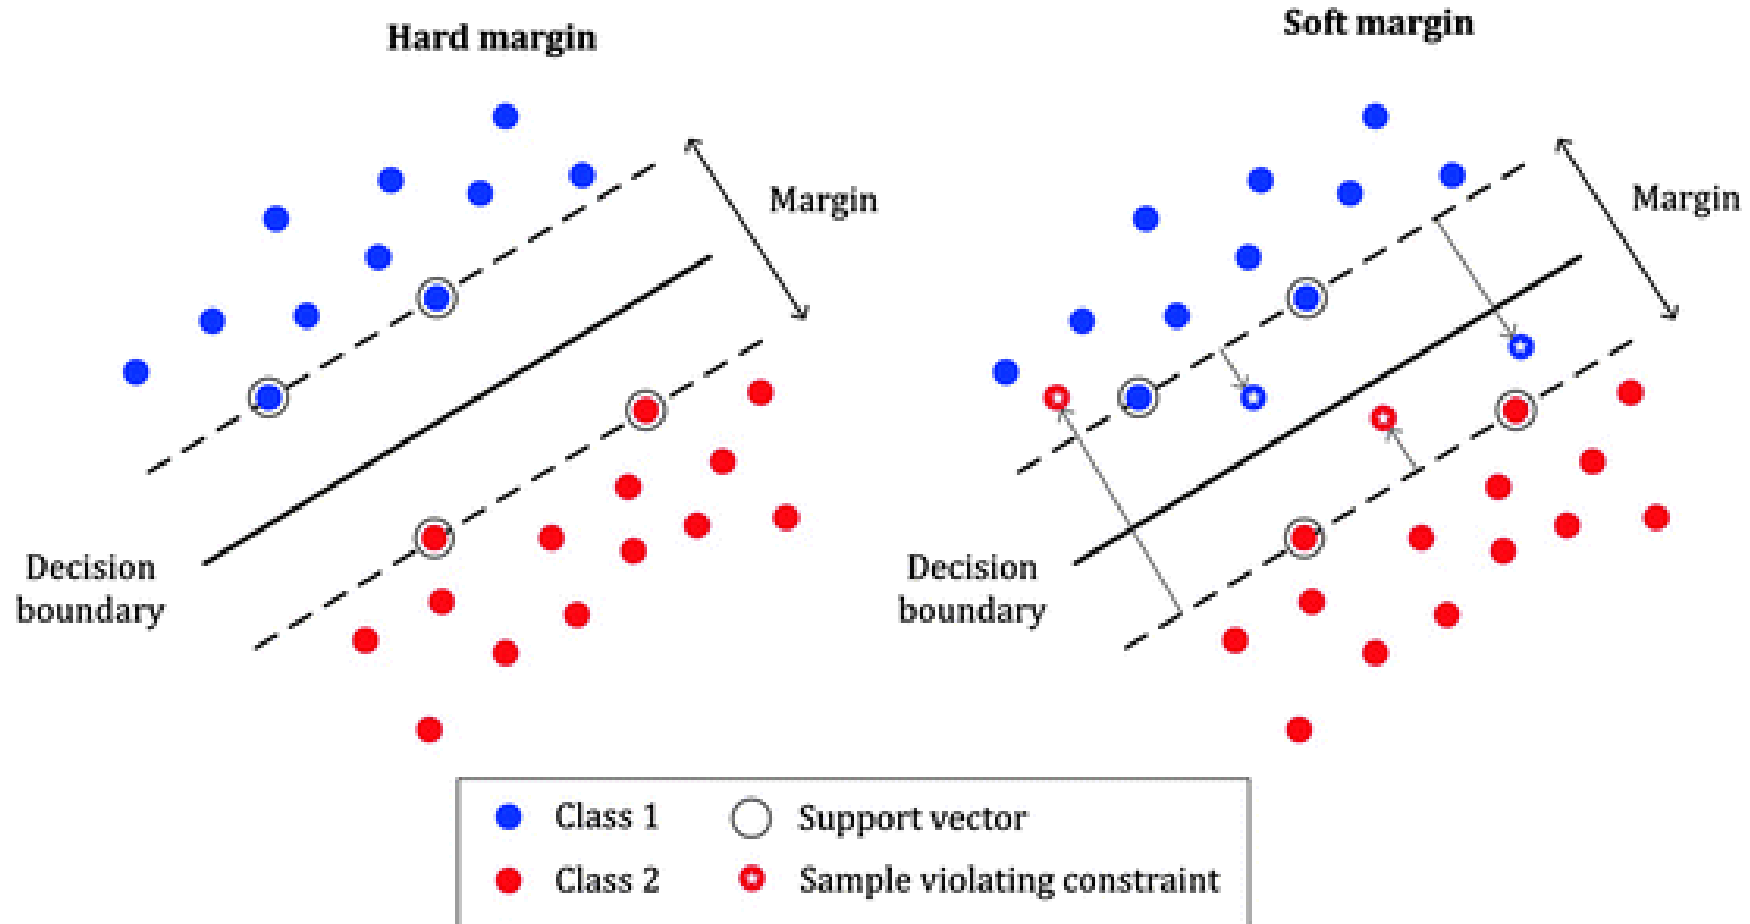 Hard margin
Soft margin
Margin
Margin
Decision
boundary
Decision
boundary
Class 1
Support vector
Class 2
Sample violating constraint